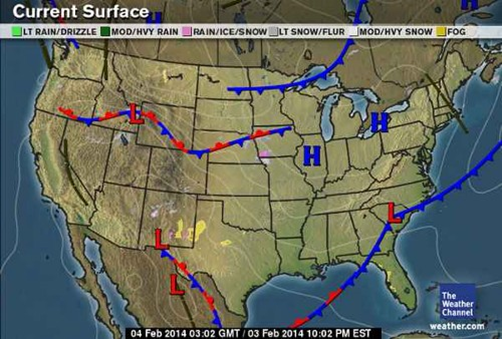 Current Surface
H H
LT RAIN/DRIZZLE MOD/HVY RAIN RAIN/ICE/SNOW LT SNOW/FLUR MOD/HVY SNOW FOG
L
H
H
L
L
L
The
Weather
Channel
weather.com
04 Feb 2014 03:02 GMT / 03 Feb 2014 10:02 PM EST